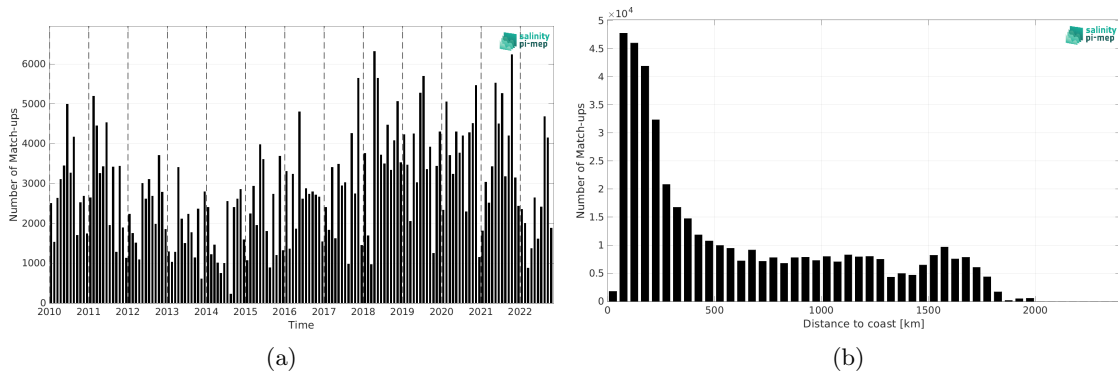 salinity
pi-mep
6000
5000
4000
3000
2000
1000
0
Number of Match-ups
2010 2011 2012 2013 2014 2015 2016 2017 2018 2019 2020 2021 2022
Time
(a)
×10⁴
salinity
pi-mep
5
4.5
4
3.5
3
2.5
2
1.5
1
0.5
0
Number of Match-ups
0 500 1000 1500 2000
Distance to coast [km]
(b)